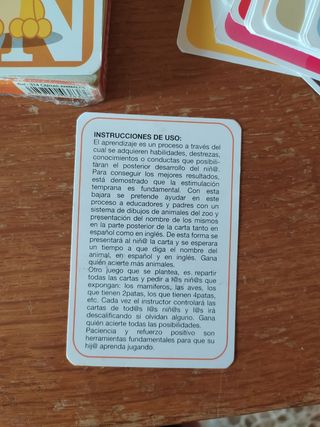 INSTRUCCIONES DE USO:
El aprendizaje es un proceso a través del
cual se adquieren habilidades, destrezas,
conocimientos o conductas que posibili-
taran el posterior desarrollo del niñ@.
Para conseguir los mejores resultados,
está demostrado que la estimulación
temprana es fundamental. Con esta
bajara se pretende ayudar en este
proceso a educadores y padres con un
sistema de dibujos de animales del zoo y
presentación del nombre de los mismos
en la parte posterior de la carta tanto en
español como en inglés. De esta forma se
presentará al niñ@ la carta y se esperara
un tiempo a que diga el nombre del
animal, en español y en inglés. Gana
quién acierte más animales.
Otro juego que se plantea, es, repartir
todas las cartas y pedir a l@s niñ@s que
expongan: los mamíferos, las aves, los
que tienen 2patas, los que tienen 4patas,
etc. Cada vez el instructor controlará las
cartas de tod@s l@s niñ@s y l@s irá
descalificando si olvidan alguno. Gana
quién acierte todas las posibilidades.
Paciencia y refuerzo positivo son
herramientas fundamentales para que su
hij@ aprenda jugando.